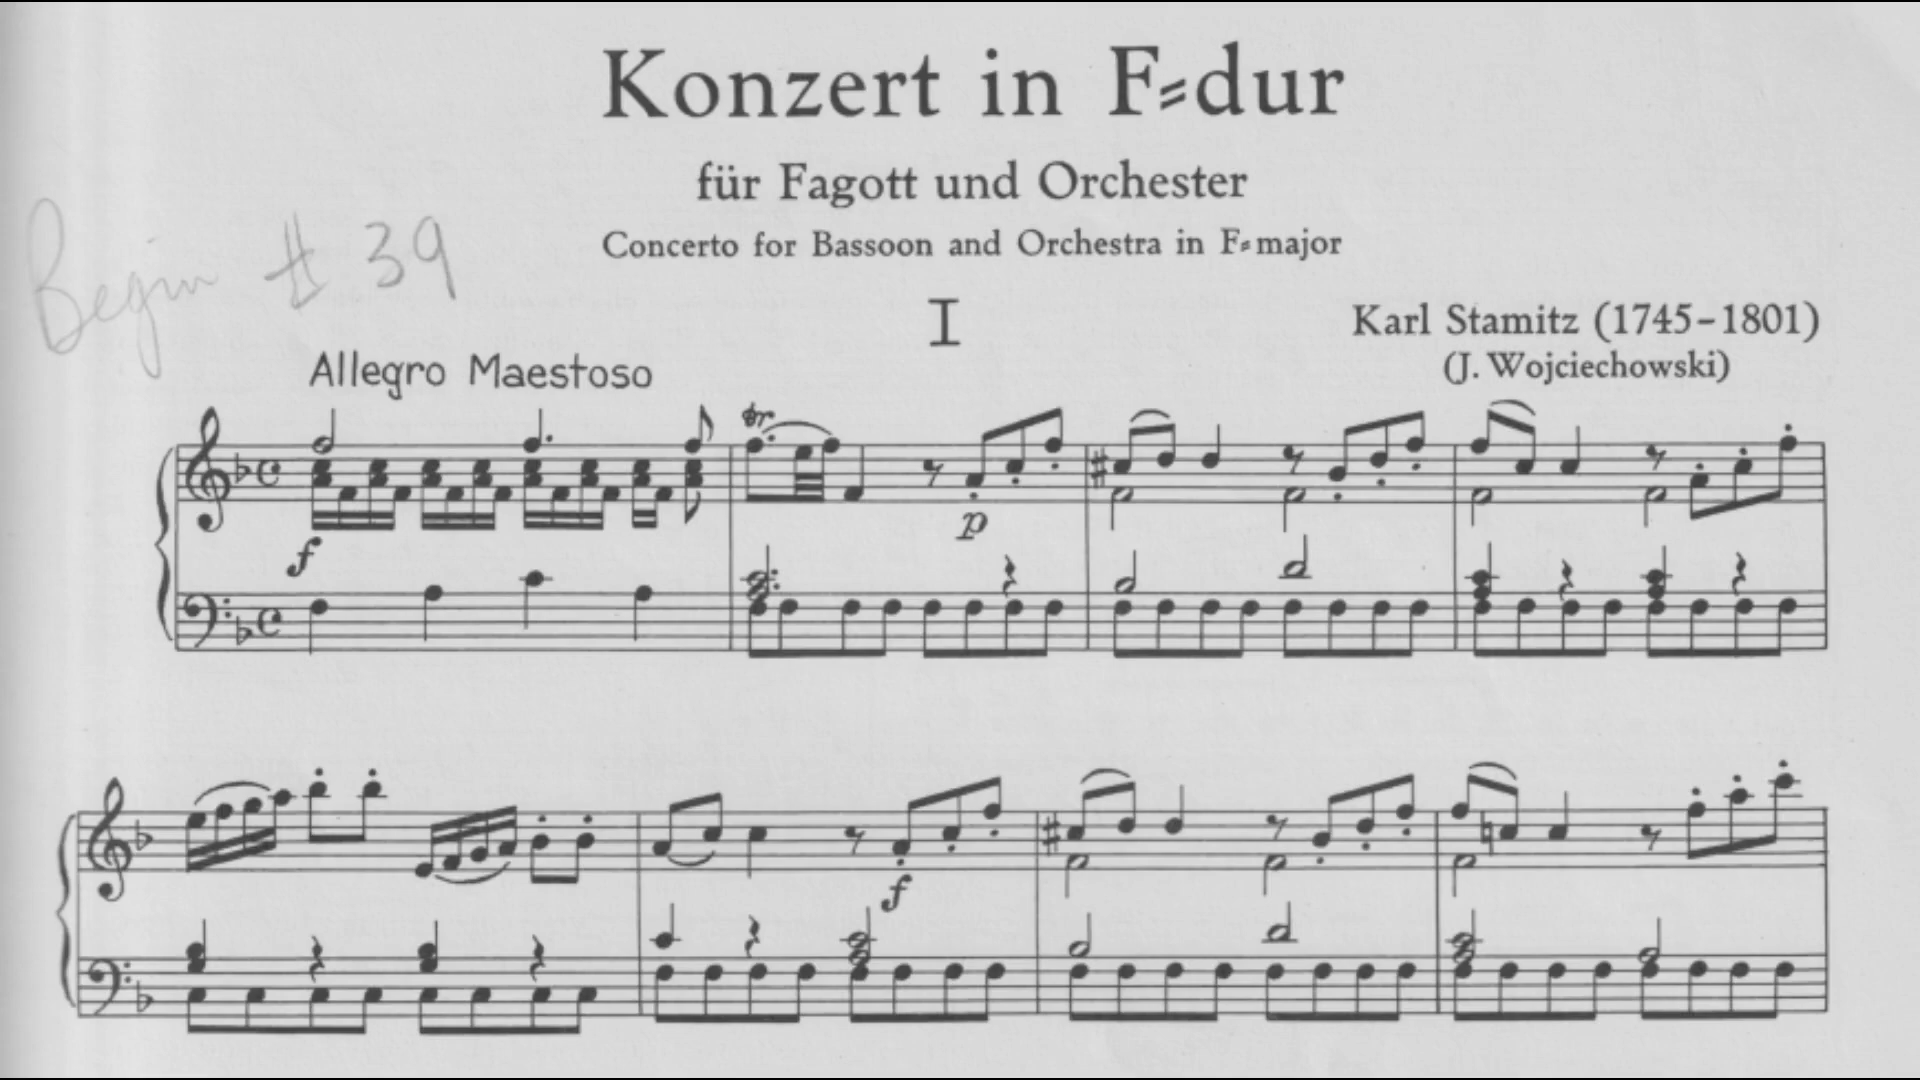 Konzert in F=dur
für Fagott und Orchester
Concerto for Bassoon and Orchestra in F=major
Begin # 39
I
Karl Stamitz (1745-1801)
(J. Wojciechowski)
Allegro Maestoso
tr
f
p
f